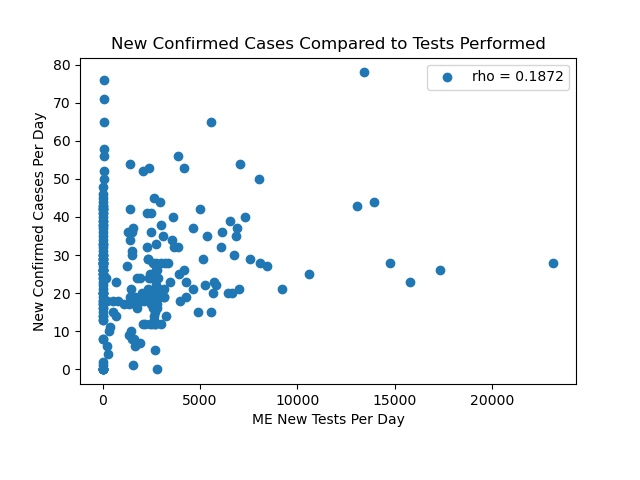 New Confirmed Cases Compared to Tests Performed
rho = 0.1872
New Confirmed Caeses Per Day
80
70
60
50
40
30
20
10
0
0 5000 10000 15000 20000
ME New Tests Per Day